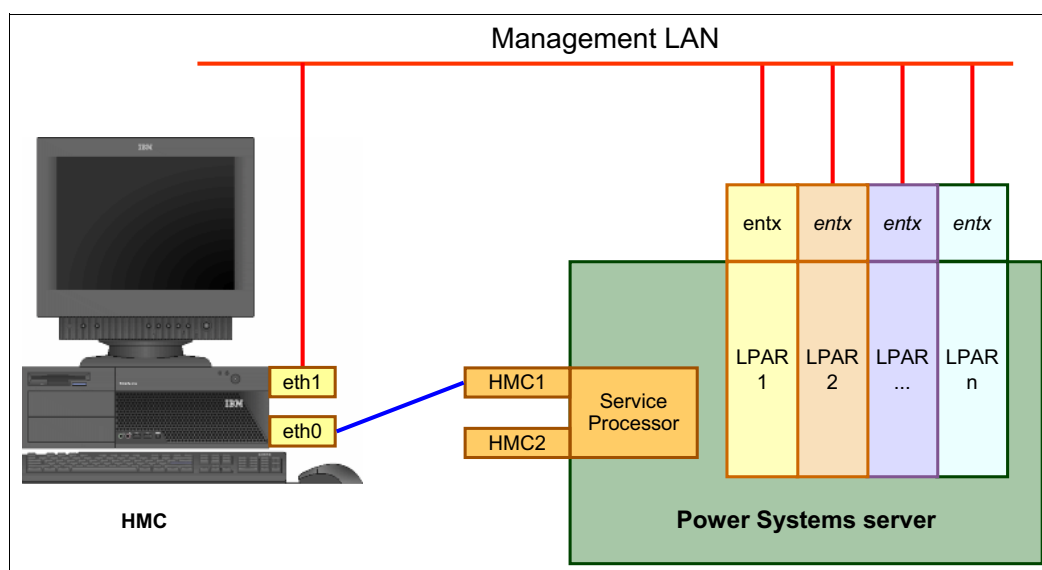 Management LAN
IBM
entx
entx
entx
entx
eth1
eth0
IBM
HMC1
HMC2
Service
Processor
LPAR
1
LPAR
2
LPAR
...
LPAR
n
HMC
Power Systems server